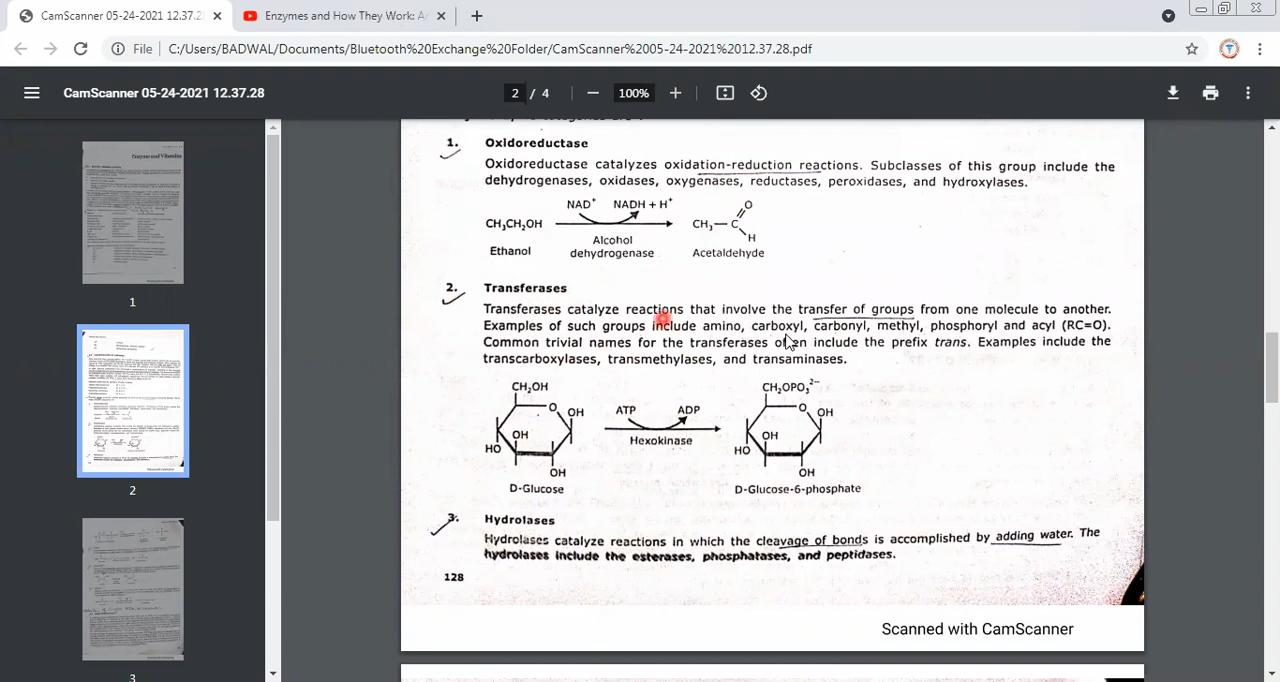 CamScanner 05-24-2021 12.37.2
Enzymes and How They Work: A
File
C:/Users/BADWAL/Documents/Bluetooth%20Exchange%20Folder/CamScanner%2005-24-2021%2012.37.28.pdf
CamScanner 05-24-2021 12.37.28
2 / 4
100%
1. Oxidoreductase
Oxidoreductase catalyzes oxidation-reduction reactions. Subclasses of this group include the
dehydrogenases, oxidases, oxygenases, reductases, peroxidases, and hydroxylases.
NAD⁺ NADH + H⁺
CH₃CH₂OH
CH₃—C
O
H
Alcohol
dehydrogenase
Ethanol
Acetaldehyde
2. Transferases
Transferases catalyze reactions that involve the transfer of groups from one molecule to another.
Examples of such groups include amino, carboxyl, carbonyl, methyl, phosphoryl and acyl (RC=O).
Common trivial names for the transferases often include the prefix trans. Examples include the
transcarboxylases, transmethylases, and transaminases.
CH₂OH
O
OH
OH
HO
OH
D-Glucose
ATP ADP
Hexokinase
CH₂OPO₃²⁻
O
OH
OH
HO
OH
D-Glucose-6-phosphate
3. Hydrolases
Hydrolases catalyze reactions in which the cleavage of bonds is accomplished by adding water. The
hydrolases include the esterases, phosphatases, and peptidases.
128
Scanned with CamScanner
Enzyme and Vitamins
1
2
3